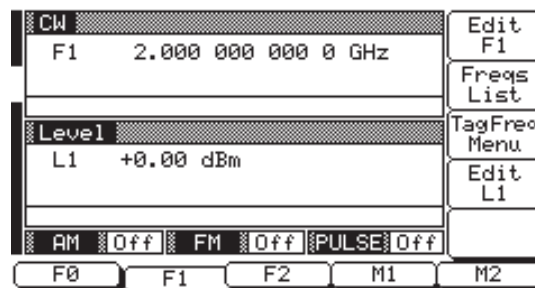 CW
F1 2.000 000 000 0 GHz
Level
L1 +0.00 dBm
AM Off FM Off PULSE Off
Edit
F1
Freqs
List
TagFreq
Menu
Edit
L1
F0 F1 F2 M1 M2